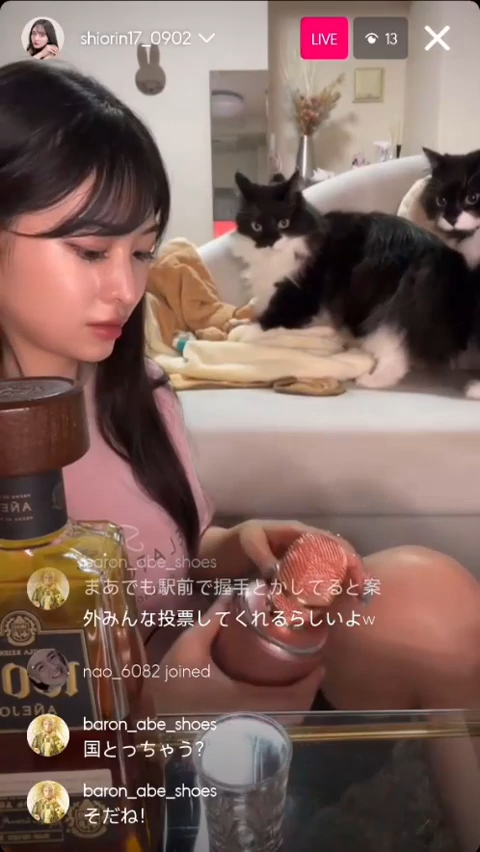 shiorin17_0902
LIVE
13
AÑEJO
baron_abe_shoes
まあでも駅前で握手とかしてると案
外みんな投票してくれるらしいよw
nao_6082 joined
baron_abe_shoes
国とっちゃう?
baron_abe_shoes
そだね!